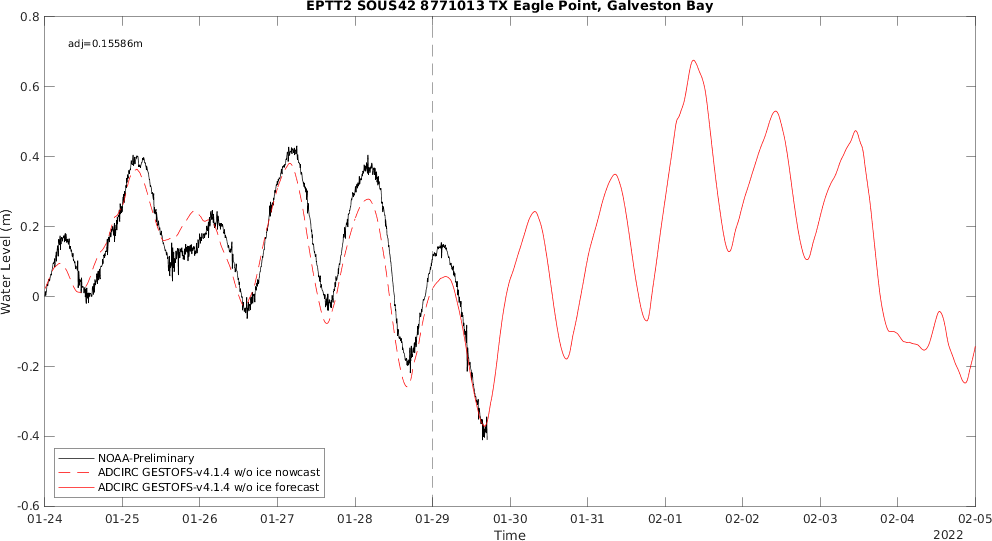 EPTT2 SOUS42 8771013 TX Eagle Point, Galveston Bay
adj=0.15586m
0.8
0.6
0.4
0.2
0
-0.2
-0.4
-0.6
Water Level (m)
NOAA-Preliminary
ADCIRC GESTOFS-v4.1.4 w/o ice nowcast
ADCIRC GESTOFS-v4.1.4 w/o ice forecast
01-24 01-25 01-26 01-27 01-28 01-29 01-30 01-31 02-01 02-02 02-03 02-04 02-05
Time
2022